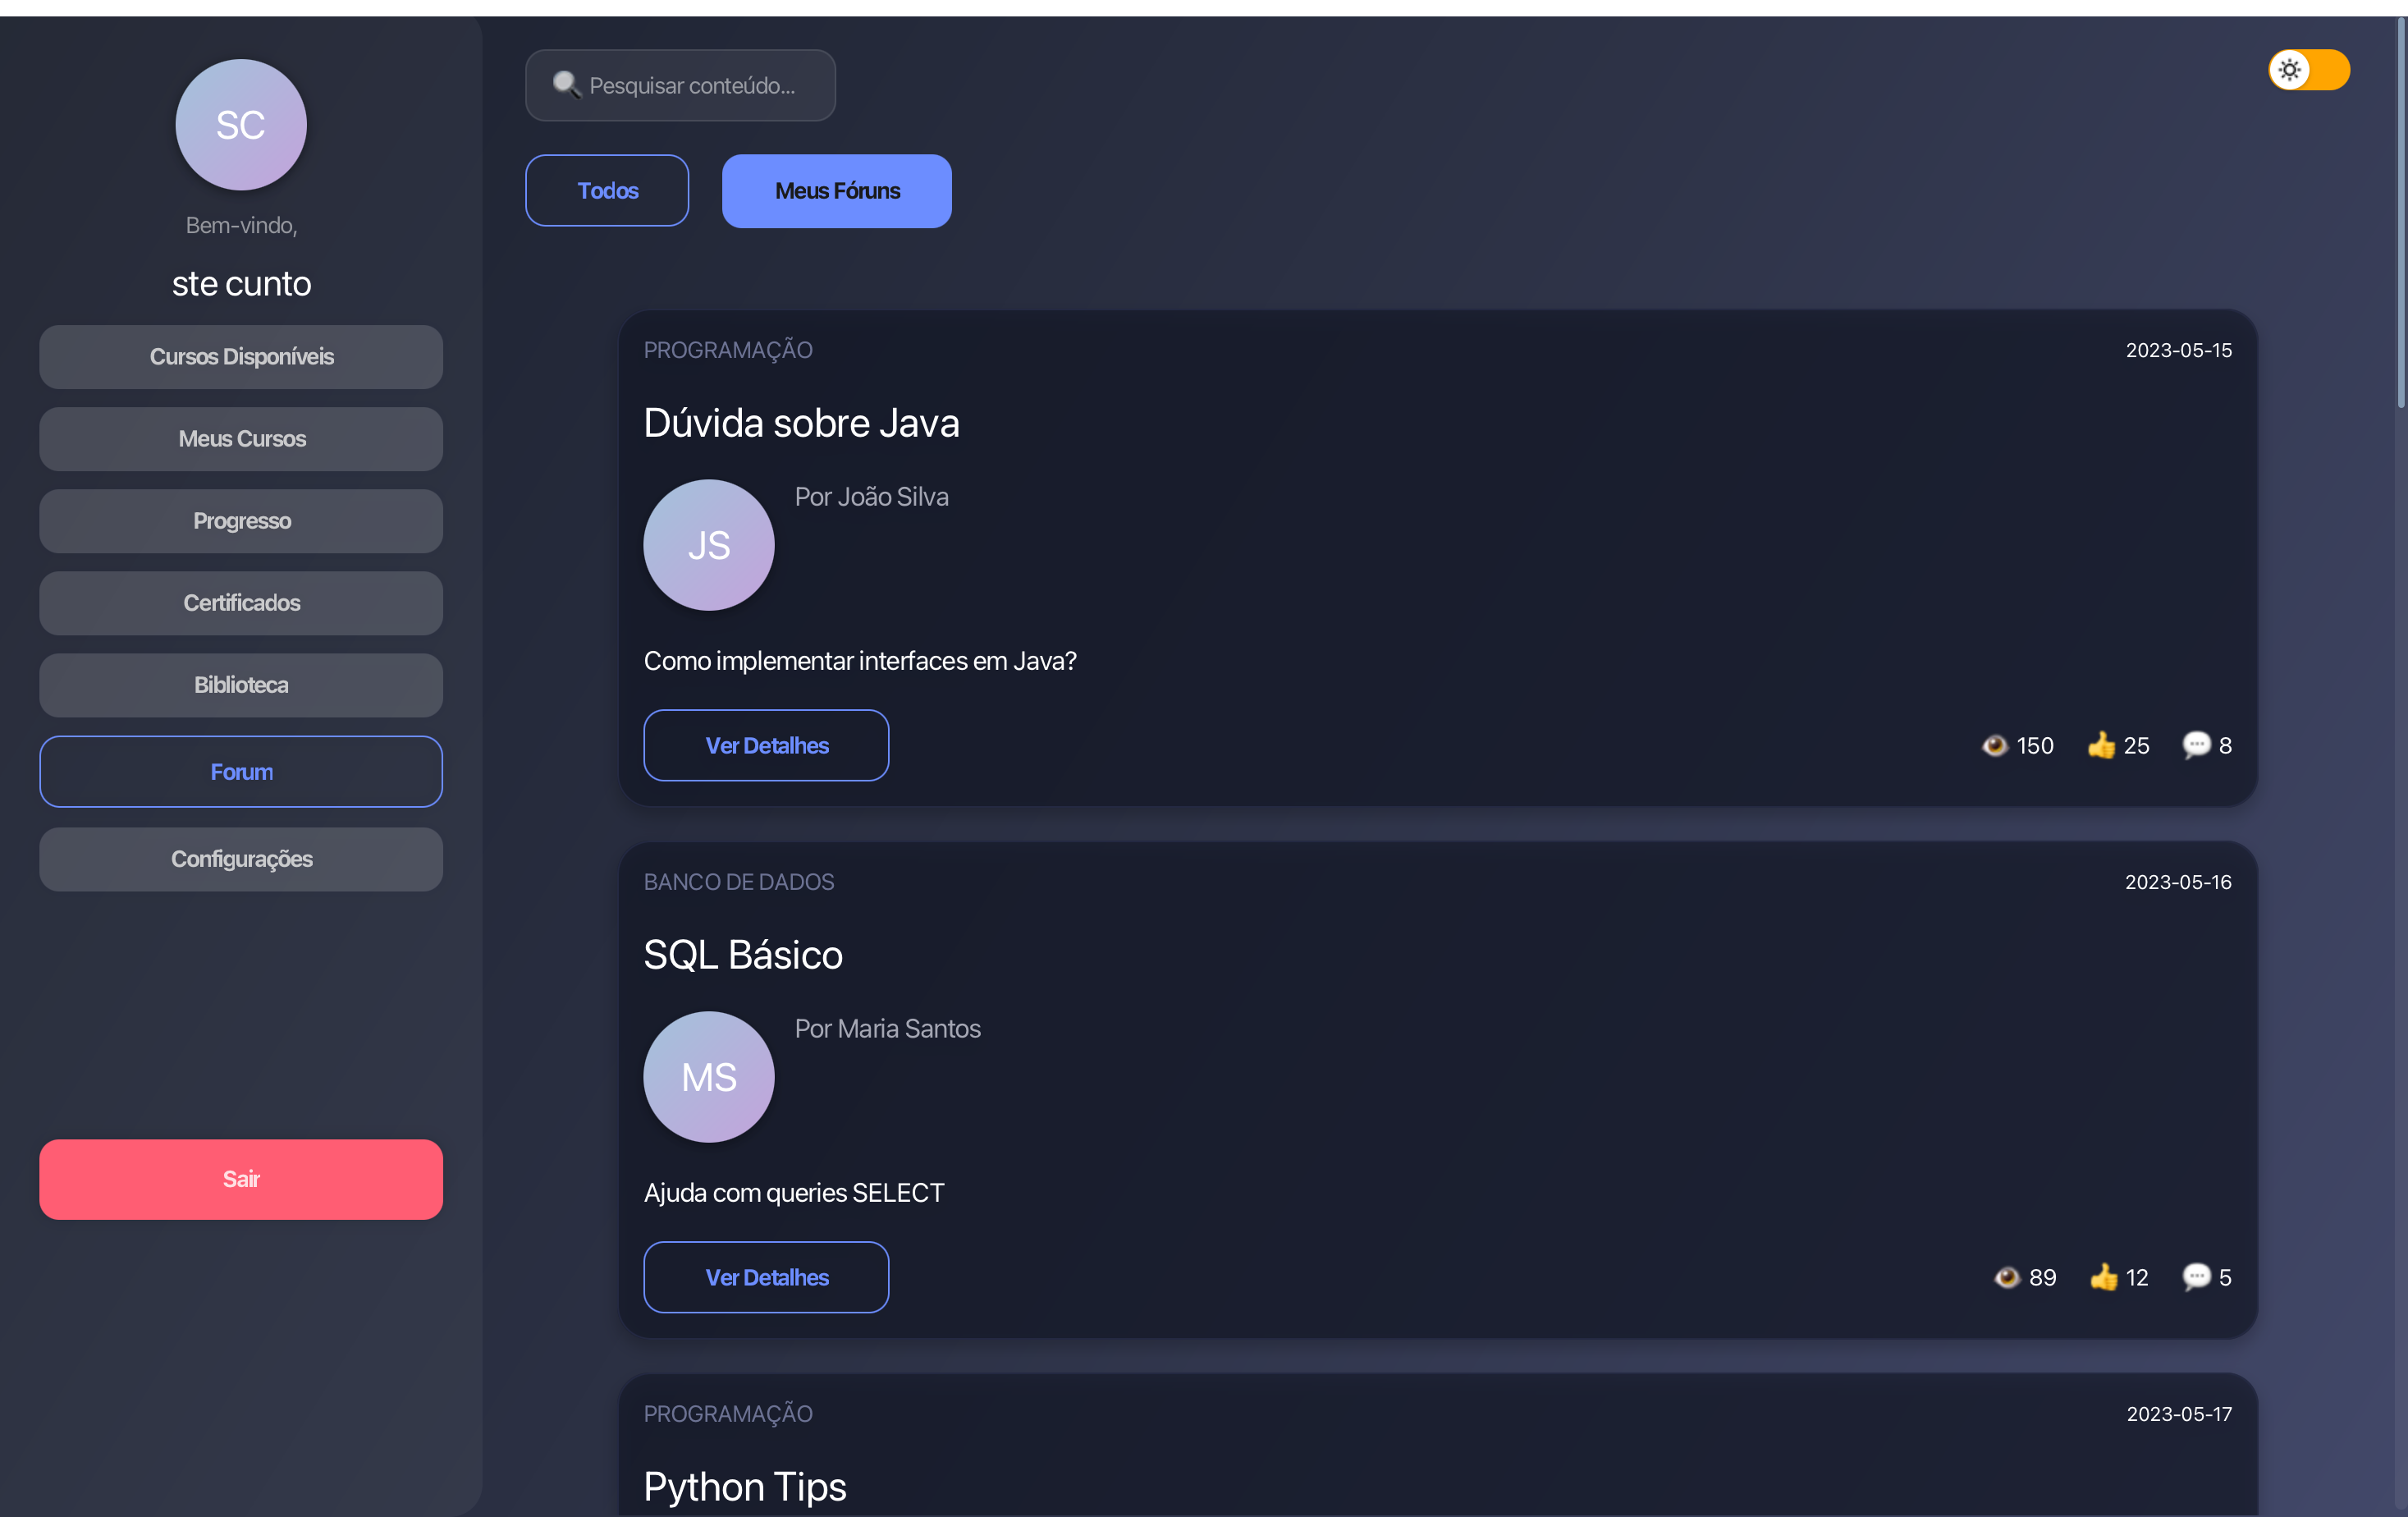 SC
Bem-vindo,
ste cunto
Cursos Disponíveis
Meus Cursos
Progresso
Certificados
Biblioteca
Forum
Configurações
Sair
🔍 Pesquisar conteúdo...
Todos
Meus Fóruns
PROGRAMAÇÃO
2023-05-15
Dúvida sobre Java
JS
Por João Silva
Como implementar interfaces em Java?
Ver Detalhes
👁 150 👍 25 💬 8
BANCO DE DADOS
2023-05-16
SQL Básico
MS
Por Maria Santos
Ajuda com queries SELECT
Ver Detalhes
👁 89 👍 12 💬 5
PROGRAMAÇÃO
2023-05-17
Python Tips